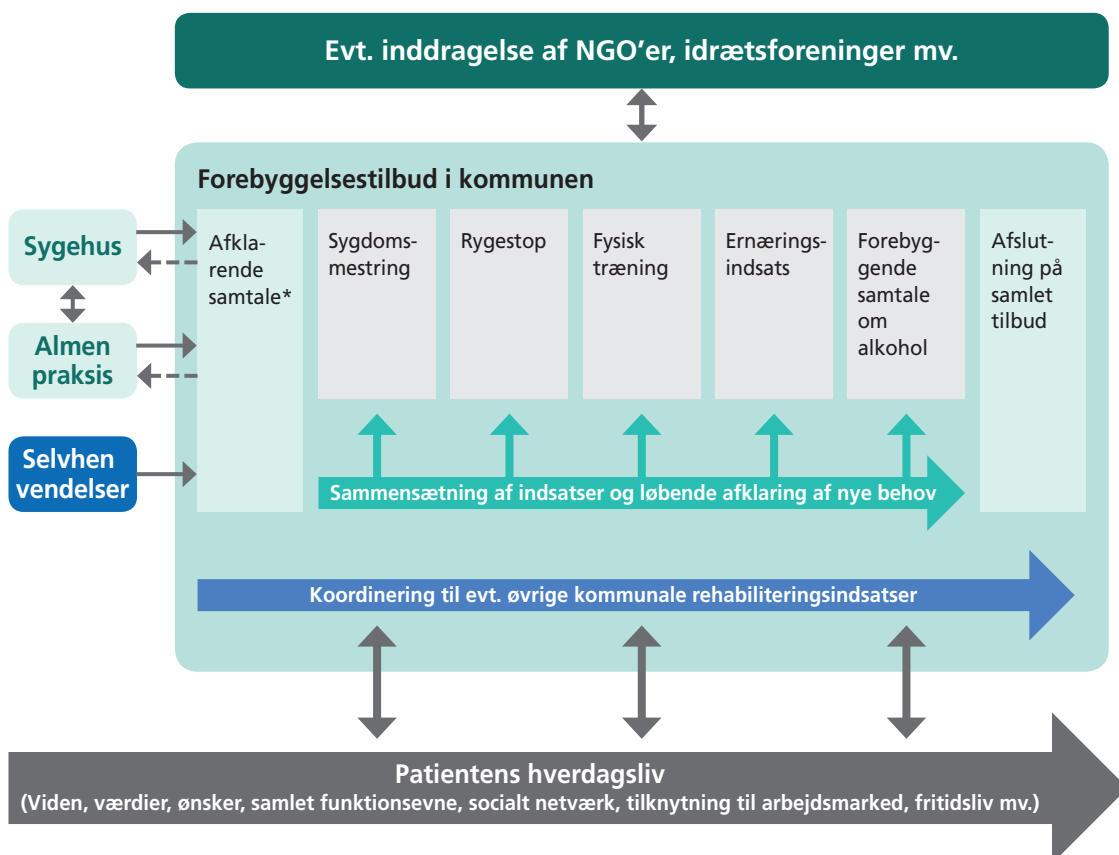 Evt. inddragelse af NGO’er, idrætsforeninger mv.
Forebyggelsestilbud i kommunen
Sygehus
Almen
praksis
Selvhen
vendelser
Afkla-
rende
samtale*
Sygdoms-
mestring
Rygestop
Fysisk
træning
Ernærings-
indsats
Forebyg-
gende
samtale
om
alkohol
Afslut-
ning på
samlet
tilbud
Sammensætning af indsatser og løbende afklaring af nye behov
Koordinering til evt. øvrige kommunale rehabiliteringsindsatser
Patientens hverdagsliv
(Viden, værdier, ønsker, samlet funktionsevne, socialt netværk, tilknytning til arbejdsmarked, fritidsliv mv.)